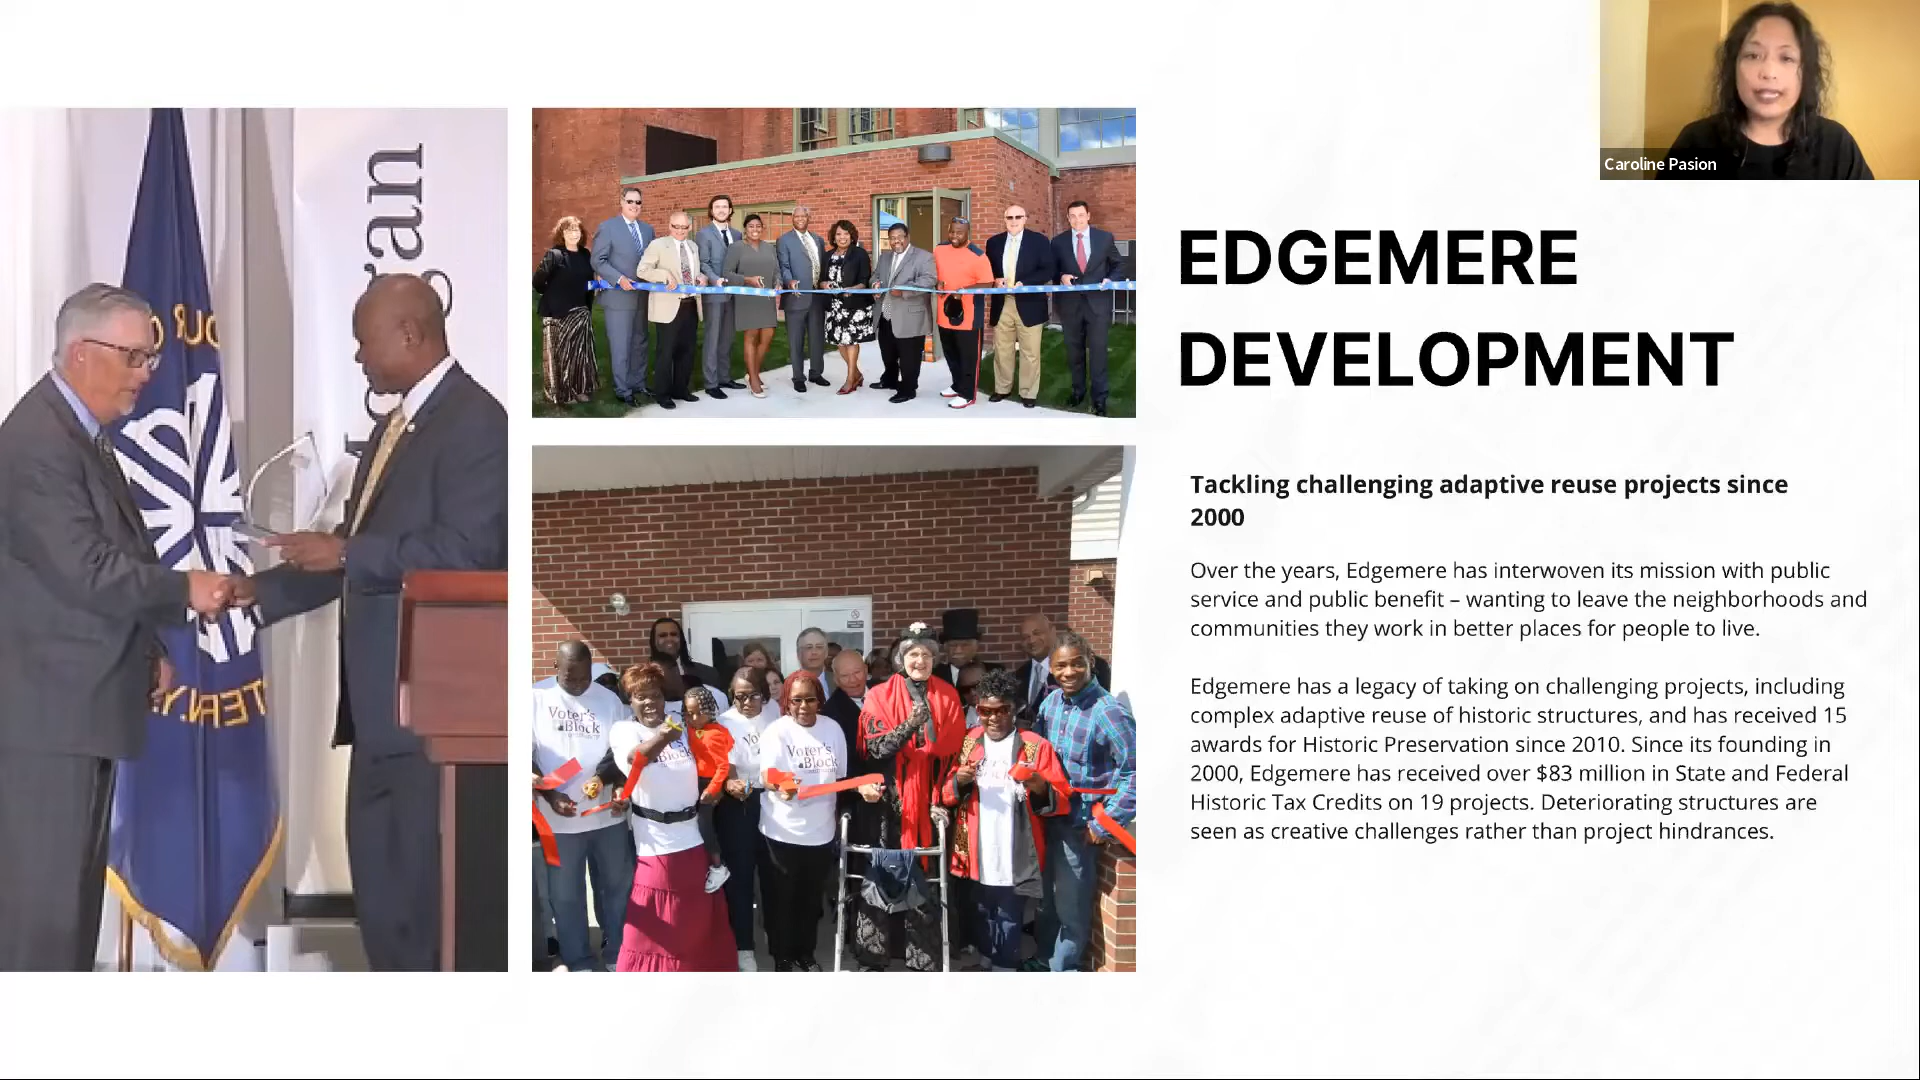 Caroline Pasion
EDGEMERE
DEVELOPMENT
Tackling challenging adaptive reuse projects since
2000
Over the years, Edgemere has interwoven its mission with public
service and public benefit – wanting to leave the neighborhoods and
communities they work in better places for people to live.
Edgemere has a legacy of taking on challenging projects, including
complex adaptive reuse of historic structures, and has received 15
awards for Historic Preservation since 2010. Since its founding in
2000, Edgemere has received over $83 million in State and Federal
Historic Tax Credits on 19 projects. Deteriorating structures are
seen as creative challenges rather than project hindrances.
Voter's
Block
Block
Voter's
Block